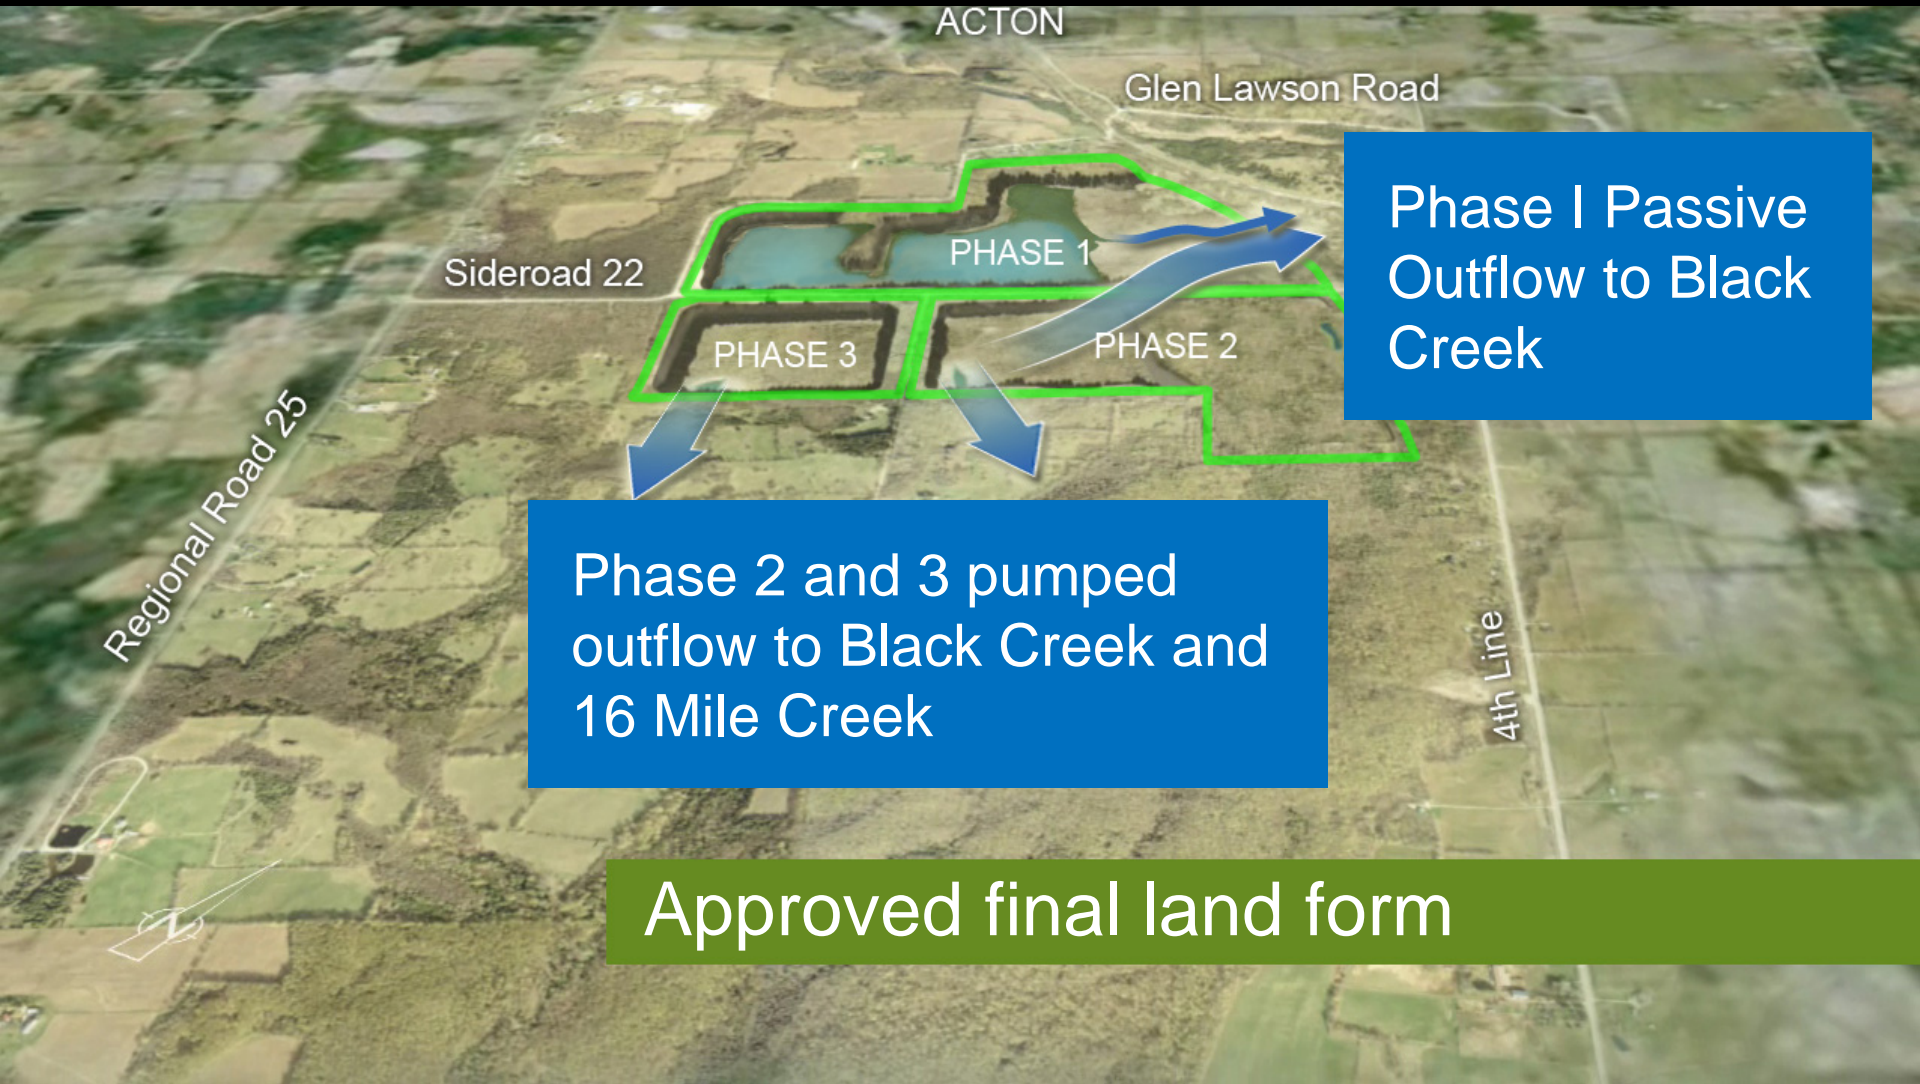 ACTON
Glen Lawson Road
Phase I Passive
Outflow to Black
Creek
PHASE 1
Sideroad 22
PHASE 3
PHASE 2
Regional Road 25
Phase 2 and 3 pumped
outflow to Black Creek and
16 Mile Creek
4th Line
Approved final land form
N